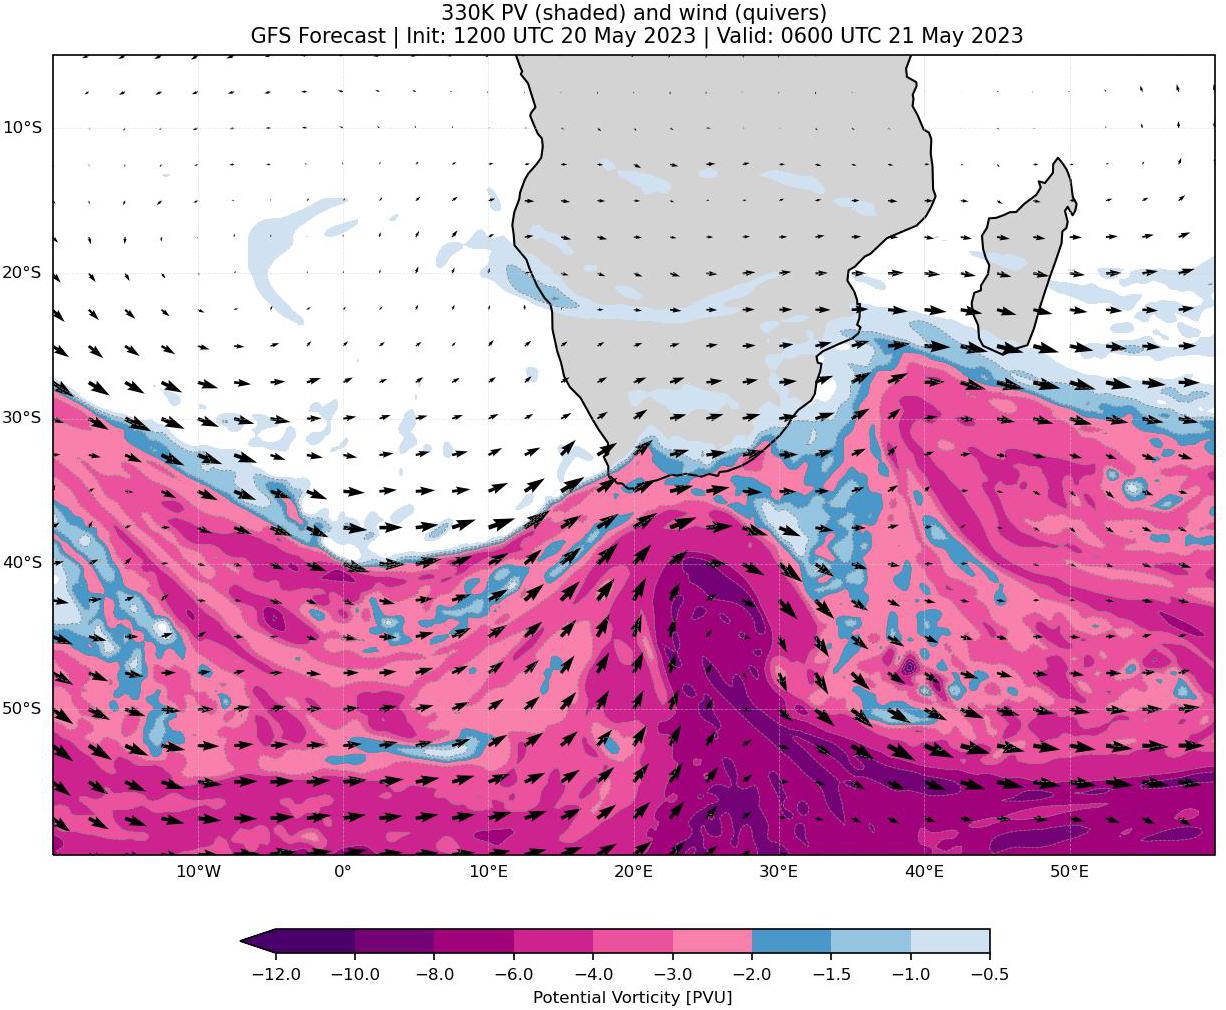 330K PV (shaded) and wind (quivers)
GFS Forecast | Init: 1200 UTC 20 May 2023 | Valid: 0600 UTC 21 May 2023
10°S
20°S
30°S
40°S
50°S
10°W 0° 10°E 20°E 30°E 40°E 50°E
−12.0 −10.0 −8.0 −6.0 −4.0 −3.0 −2.0 −1.5 −1.0 −0.5
Potential Vorticity [PVU]